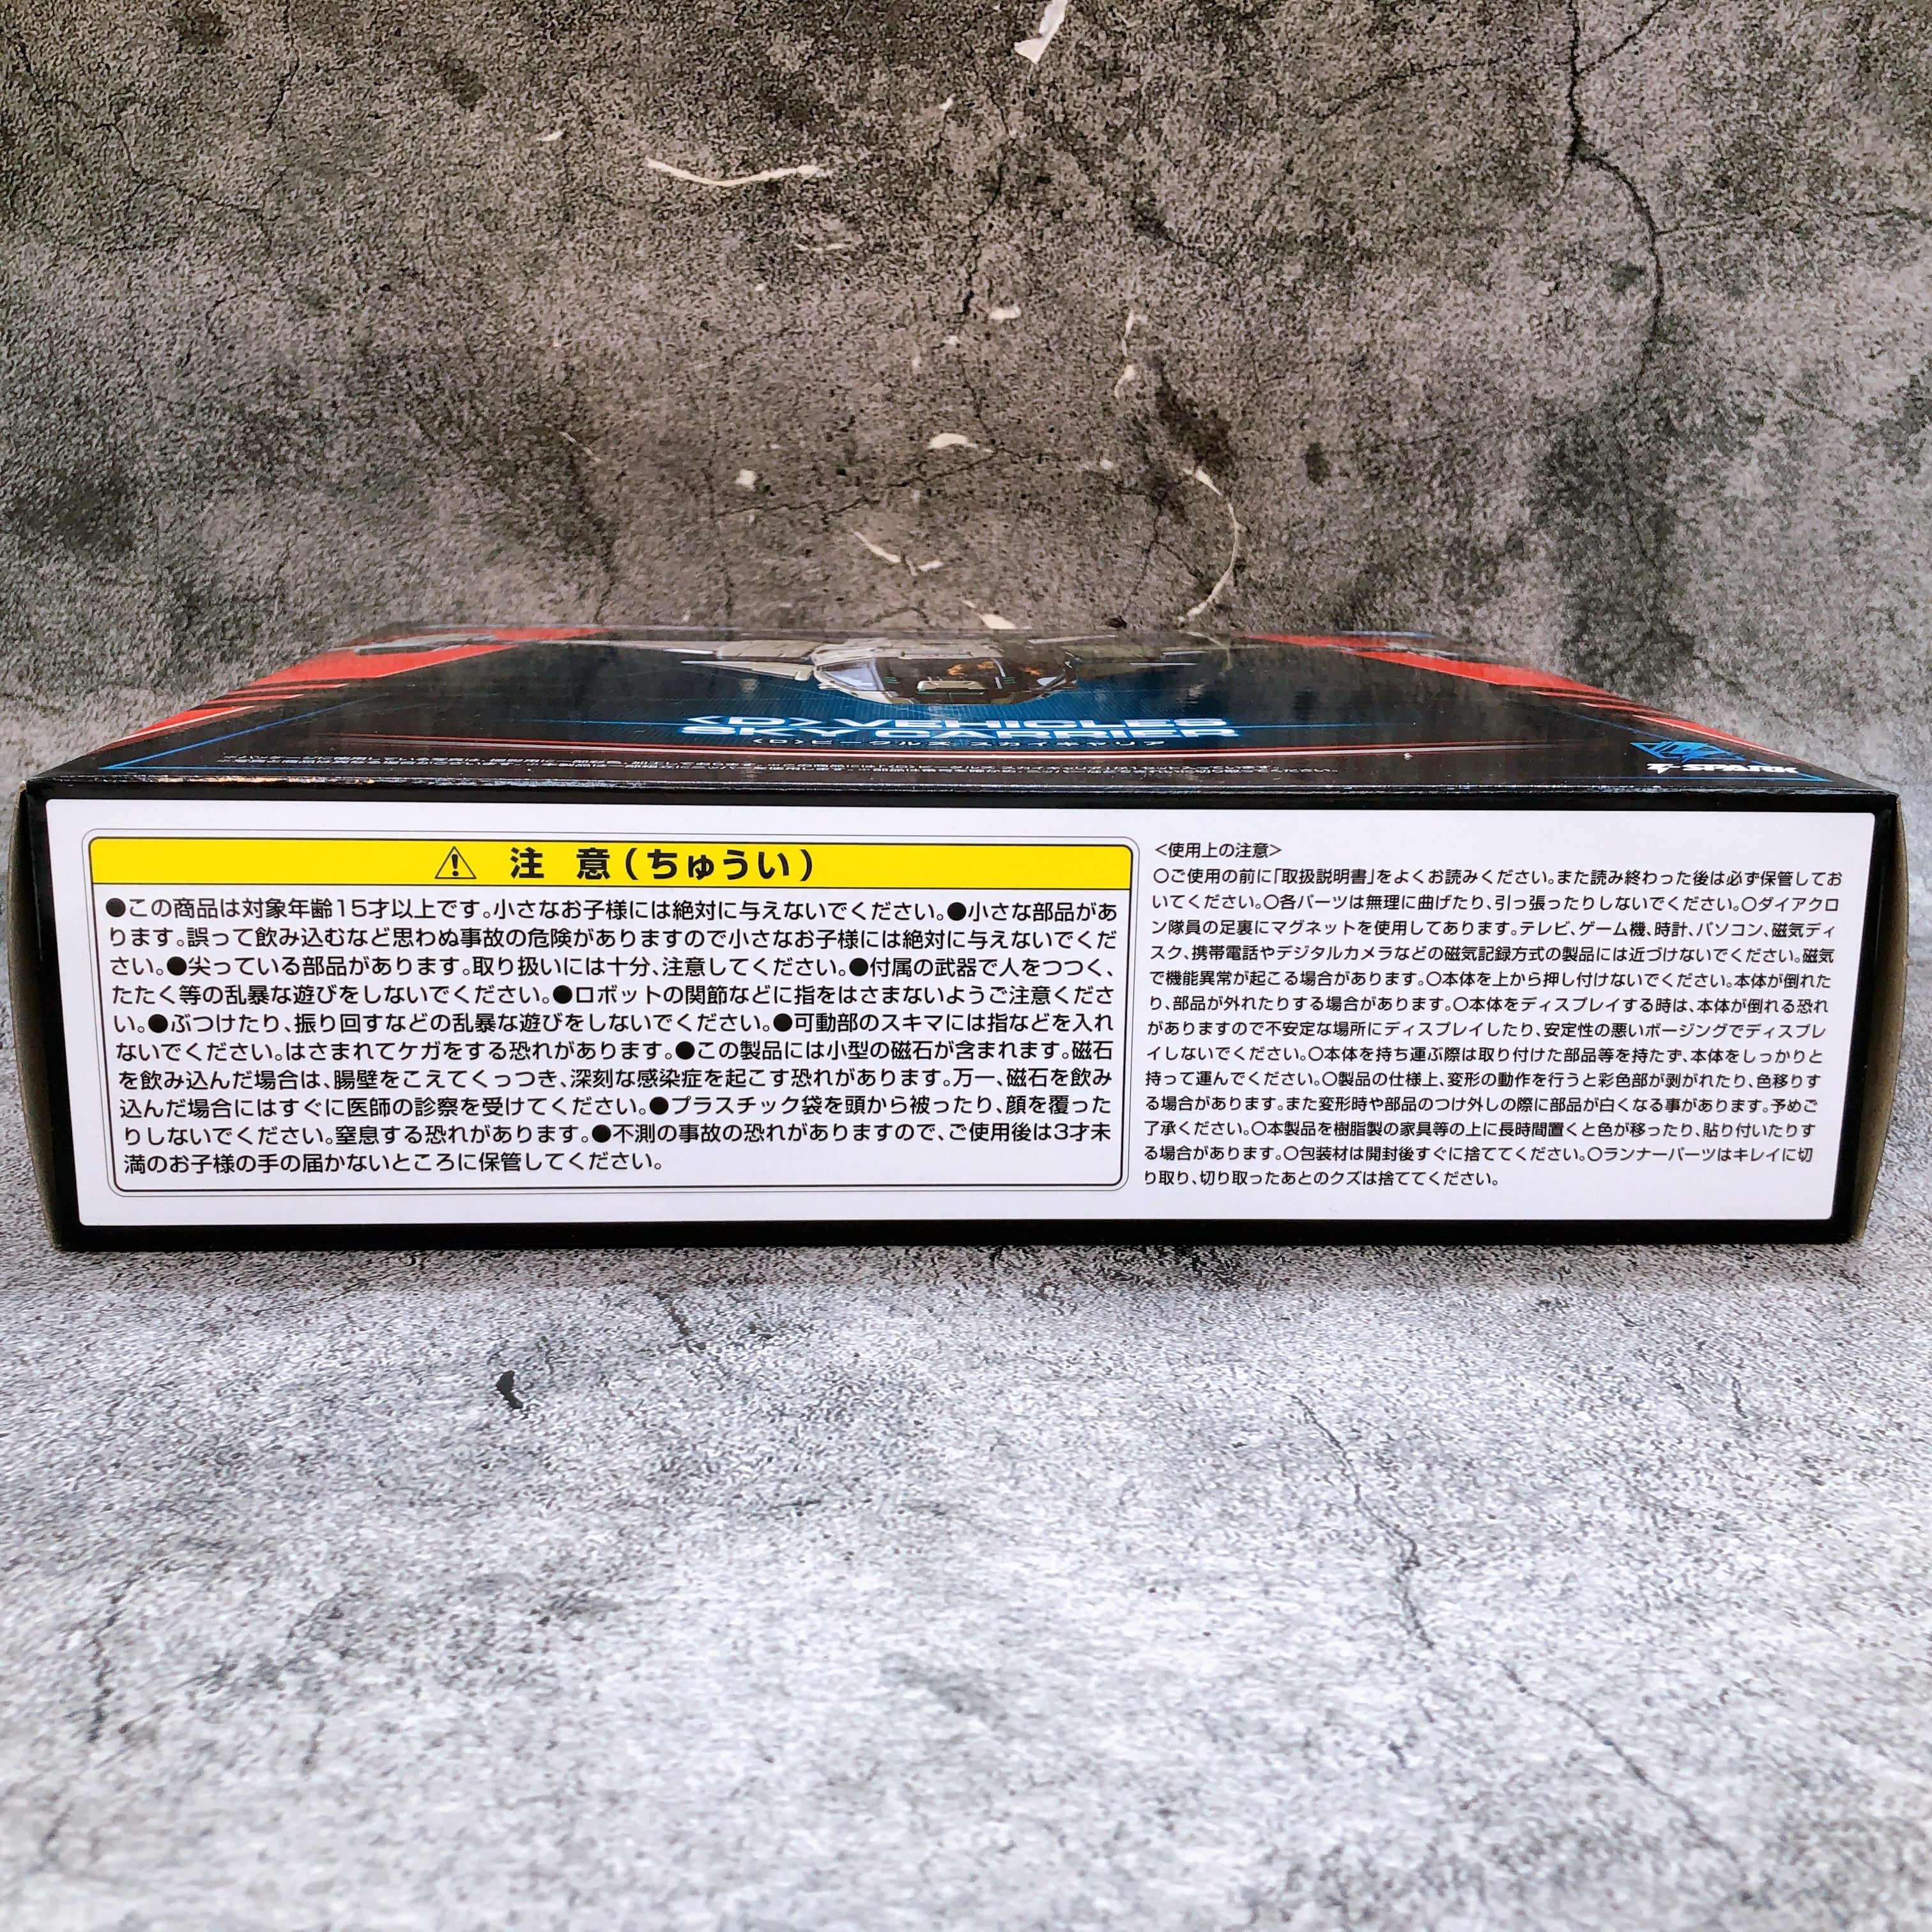 <D> VEHICLES
SKY CARRIER
<D>ビークルズ スカイキャリア
T-SPARK
注 意(ちゅうい)
●この商品は対象年齢15才以上です。小さなお子様には絶対に与えないでください。●小さな部品があ
ります。誤って飲み込むなど思わぬ事故の危険がありますので小さなお子様には絶対に与えないでくだ
さい。●尖っている部品があります。取り扱いには十分、注意してください。●付属の武器で人をつつく、
たたく等の乱暴な遊びをしないでください。●ロボットの関節などに指をはさまないようご注意くださ
い。●ぶつけたり、振り回すなどの乱暴な遊びをしないでください。●可動部のスキマには指などを入れ
ないでください。はさまれてケガをする恐れがあります。●この製品には小型の磁石が含まれます。磁石
を飲み込んだ場合は、腸壁をこえてくっつき、深刻な感染症を起こす恐れがあります。万一、磁石を飲み
込んだ場合にはすぐに医師の診察を受けてください。●プラスチック袋を頭から被ったり、顔を覆った
りしないでください。窒息する恐れがあります。●不測の事故の恐れがありますので、ご使用後は3才未
満のお子様の手の届かないところに保管してください。
<使用上の注意>
○ご使用の前に「取扱説明書」をよくお読みください。また読み終わった後は必ず保管してお
いてください。○各パーツは無理に曲げたり、引っ張ったりしないでください。○ダイアクロ
ン隊員の足裏にマグネットを使用してあります。テレビ、ゲーム機、時計、パソコン、磁気ディ
スク、携帯電話やデジタルカメラなどの磁気記録方式の製品には近づけないでください。磁気
で機能異常が起こる場合があります。○本体を上から押し付けないでください。本体が倒れた
り、部品が外れたりする場合があります。○本体をディスプレイする時は、本体が倒れる恐れ
がありますので不安定な場所にディスプレイしたり、安定性の悪いポージングでディスプレ
イしないでください。○本体を持ち運ぶ際は取り付けた部品等を持たず、本体をしっかりと
持って運んでください。○製品の仕様上、変形の動作を行うと彩色部が剥がれたり、色移りす
る場合があります。また変形時や部品のつけ外しの際に部品が白くなる事があります。予めご
了承ください。○本製品を樹脂製の家具等の上に長時間置くと色が移ったり、貼り付いたりす
る場合があります。○包装材は開封後すぐに捨ててください。○ランナーパーツはキレイに切
り取り、切り取ったあとのクズは捨ててください。